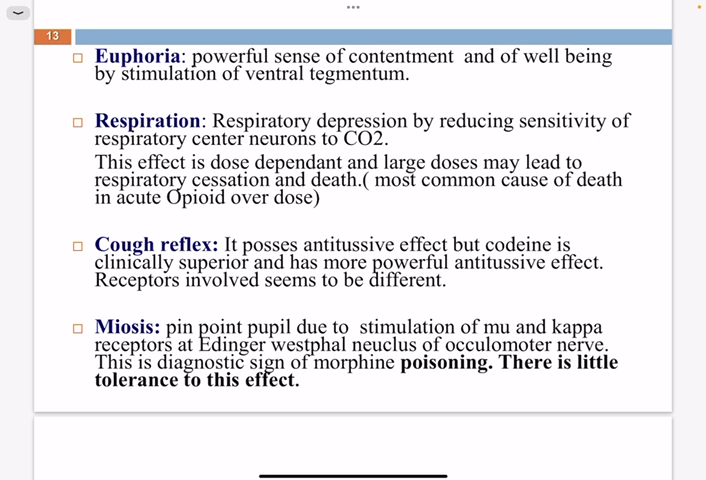 13
Euphoria: powerful sense of contentment and of well being
by stimulation of ventral tegmentum.
Respiration: Respiratory depression by reducing sensitivity of
respiratory center neurons to CO2.
This effect is dose dependant and large doses may lead to
respiratory cessation and death.( most common cause of death
in acute Opioid over dose)
Cough reflex: It posses antitussive effect but codeine is
clinically superior and has more powerful antitussive effect.
Receptors involved seems to be different.
Miosis: pin point pupil due to stimulation of mu and kappa
receptors at Edinger westphal neuclus of occulomoter nerve.
This is diagnostic sign of morphine poisoning. There is little
tolerance to this effect.